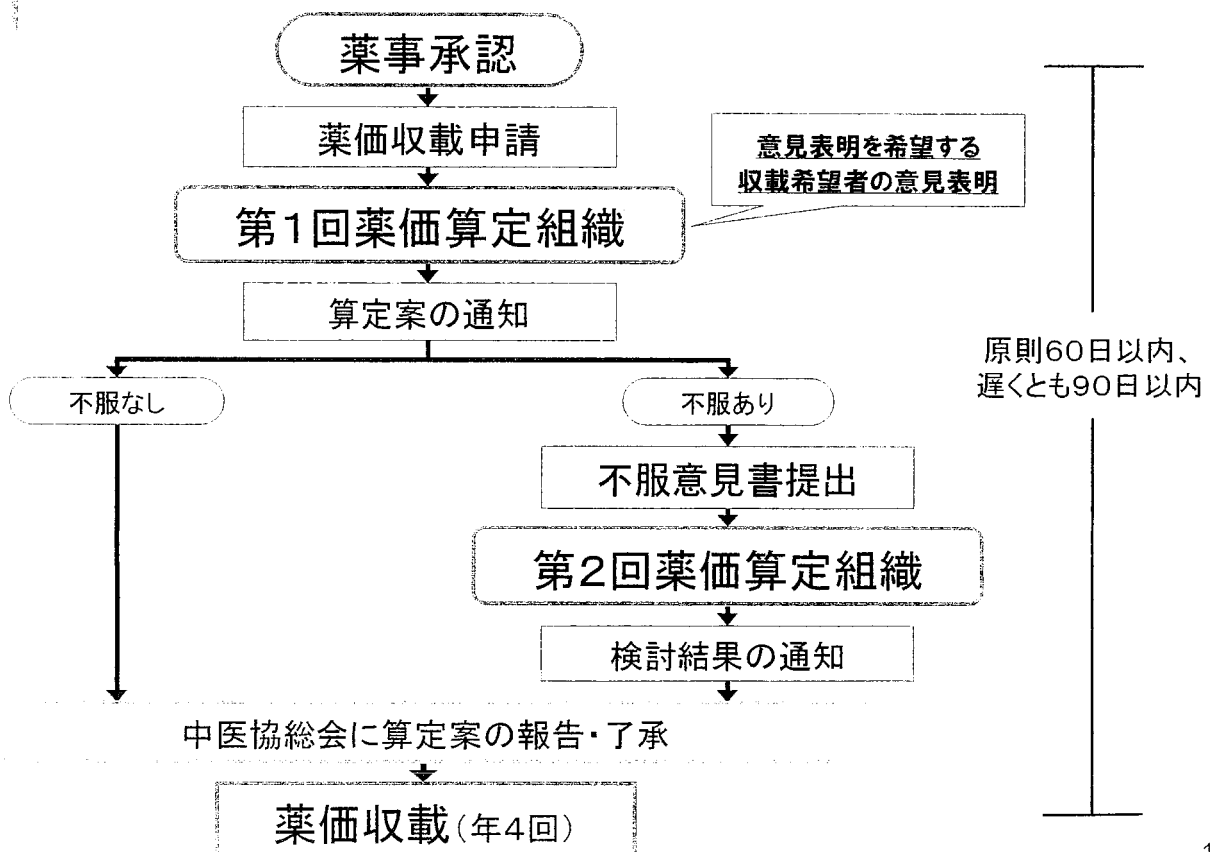 薬事承認
薬価収載申請
意見表明を希望する
収載希望者の意見表明
第1回薬価算定組織
算定案の通知
原則60日以内、
遅くとも90日以内
不服なし
不服あり
不服意見書提出
第2回薬価算定組織
検討結果の通知
中医協総会に算定案の報告・了承
薬価収載(年4回)
1